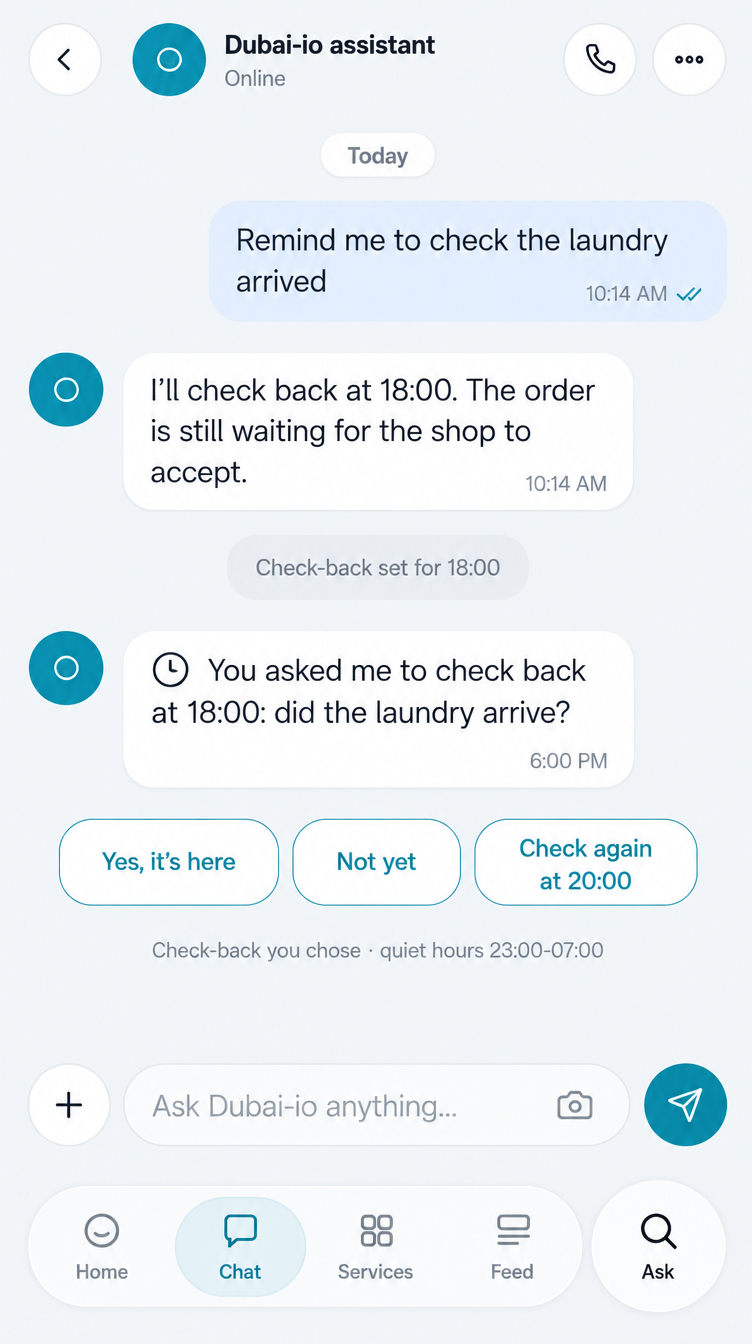 Dubai-io assistant
Online
Today
Remind me to check the laundry
arrived
10:14 AM
I’ll check back at 18:00. The order
is still waiting for the shop to
accept.
10:14 AM
Check-back set for 18:00
You asked me to check back
at 18:00: did the laundry arrive?
6:00 PM
Yes, it’s here
Not yet
Check again
at 20:00
Check-back you chose · quiet hours 23:00-07:00
Ask Dubai-io anything...
Home
Chat
Services
Feed
Ask